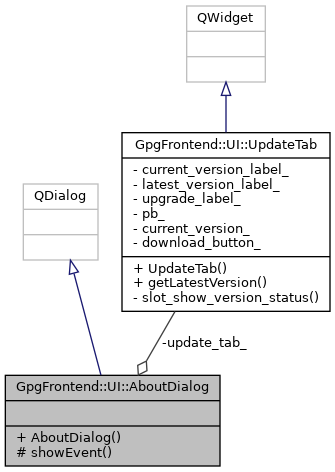 QWidget
GpgFrontend::UI::UpdateTab
- current_version_label_
- latest_version_label_
- upgrade_label_
- pb_
- current_version_
- download_button_
+ UpdateTab()
+ getLatestVersion()
- slot_show_version_status()
QDialog
-update_tab_
GpgFrontend::UI::AboutDialog
+ AboutDialog()
# showEvent()